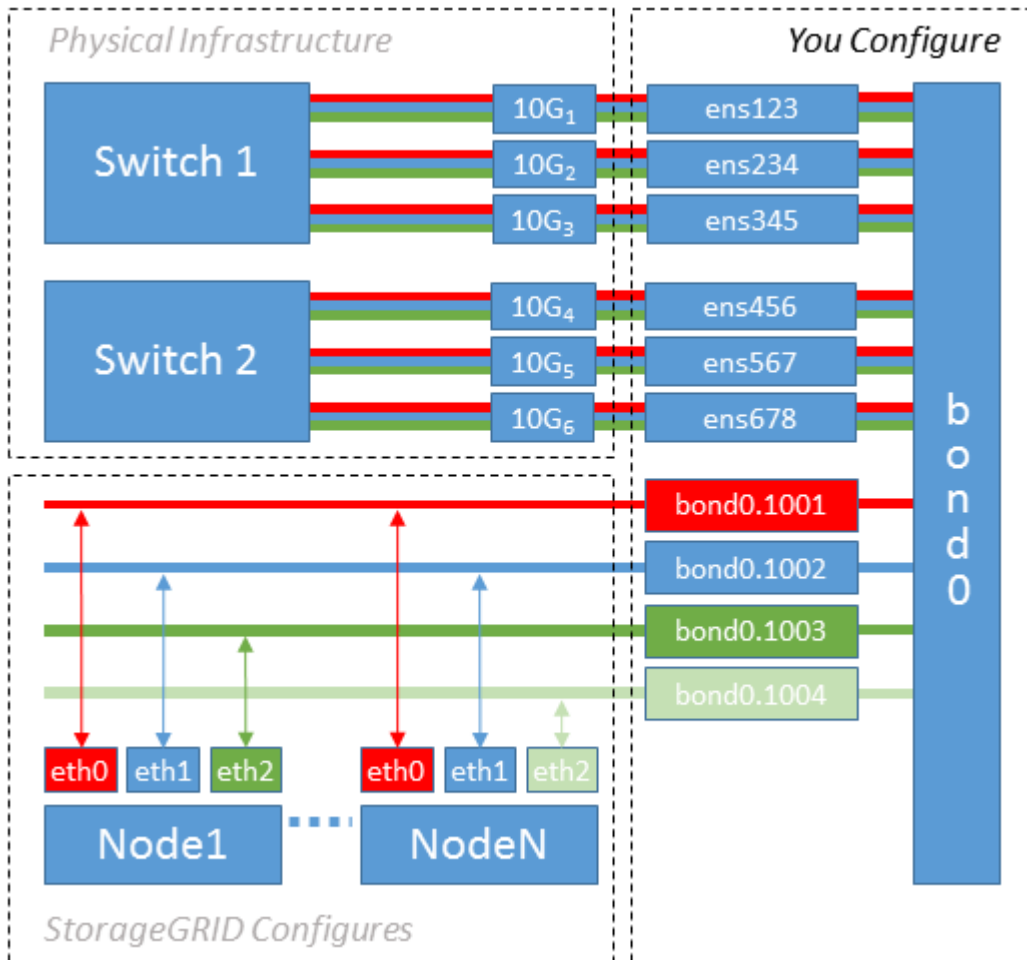 Physical Infrastructure
You Configure
Switch 1
10G₁
ens123
10G₂
ens234
10G₃
ens345
Switch 2
10G₄
ens456
10G₅
ens567
10G₆
ens678
bond0
bond0.1001
bond0.1002
bond0.1003
bond0.1004
eth0 eth1 eth2
eth0 eth1 eth2
Node1
NodeN
StorageGRID Configures